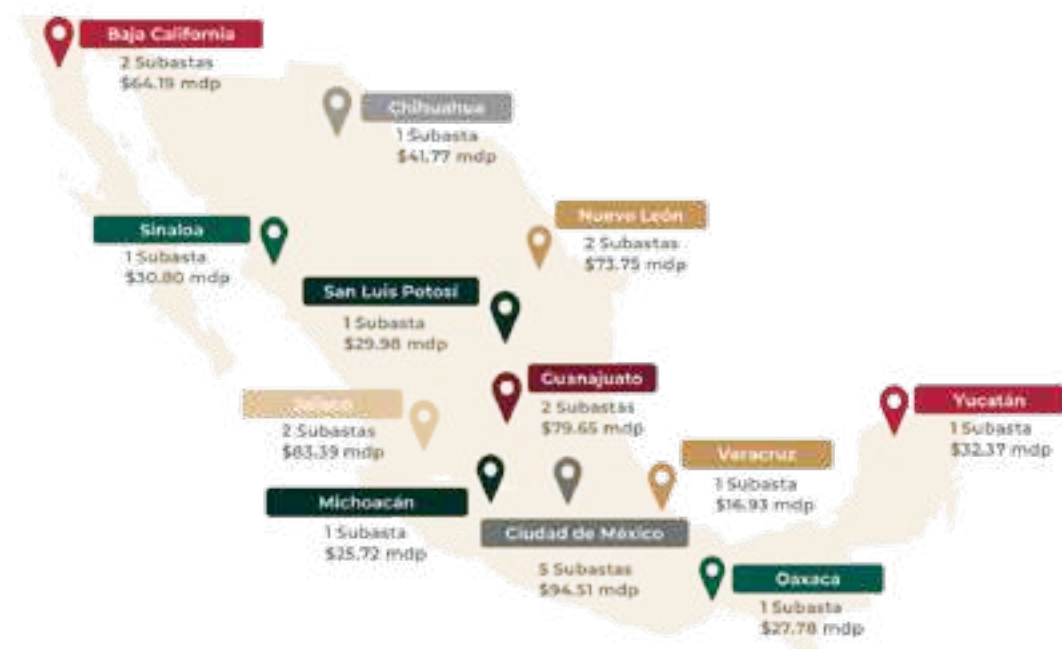 Baja California
2 Subastas
$64.19 mdp
Chihuahua
1 Subasta
$41.77 mdp
Nuevo León
2 Subastas
$73.75 mdp
Sinaloa
1 Subasta
$30.80 mdp
San Luis Potosí
1 Subasta
$29.98 mdp
Guanajuato
2 Subastas
$79.65 mdp
Jalisco
2 Subastas
$83.39 mdp
Yucatán
1 Subasta
$32.37 mdp
Veracruz
1 Subasta
$16.93 mdp
Michoacán
1 Subasta
$25.72 mdp
Ciudad de México
5 Subastas
$94.51 mdp
Oaxaca
1 Subasta
$27.78 mdp